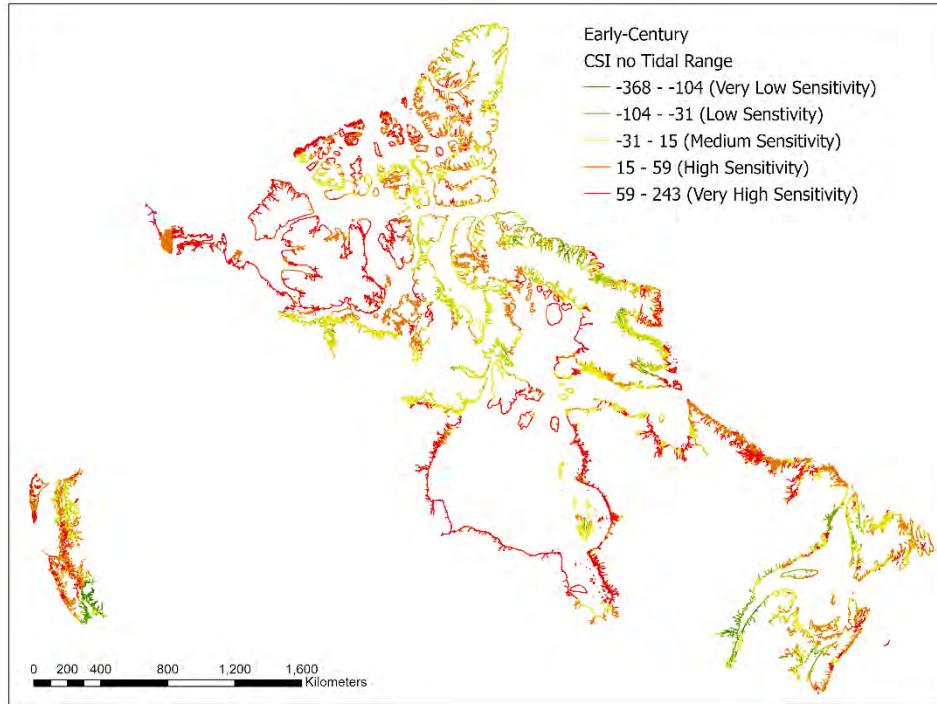 Early-Century
CSI no Tidal Range
-368 - -104 (Very Low Sensitivity)
-104 - -31 (Low Senstivity)
-31 - 15 (Medium Sensitivity)
15 - 59 (High Sensitivity)
59 - 243 (Very High Sensitivity)
0 200 400 800 1,200 1,600
Kilometers